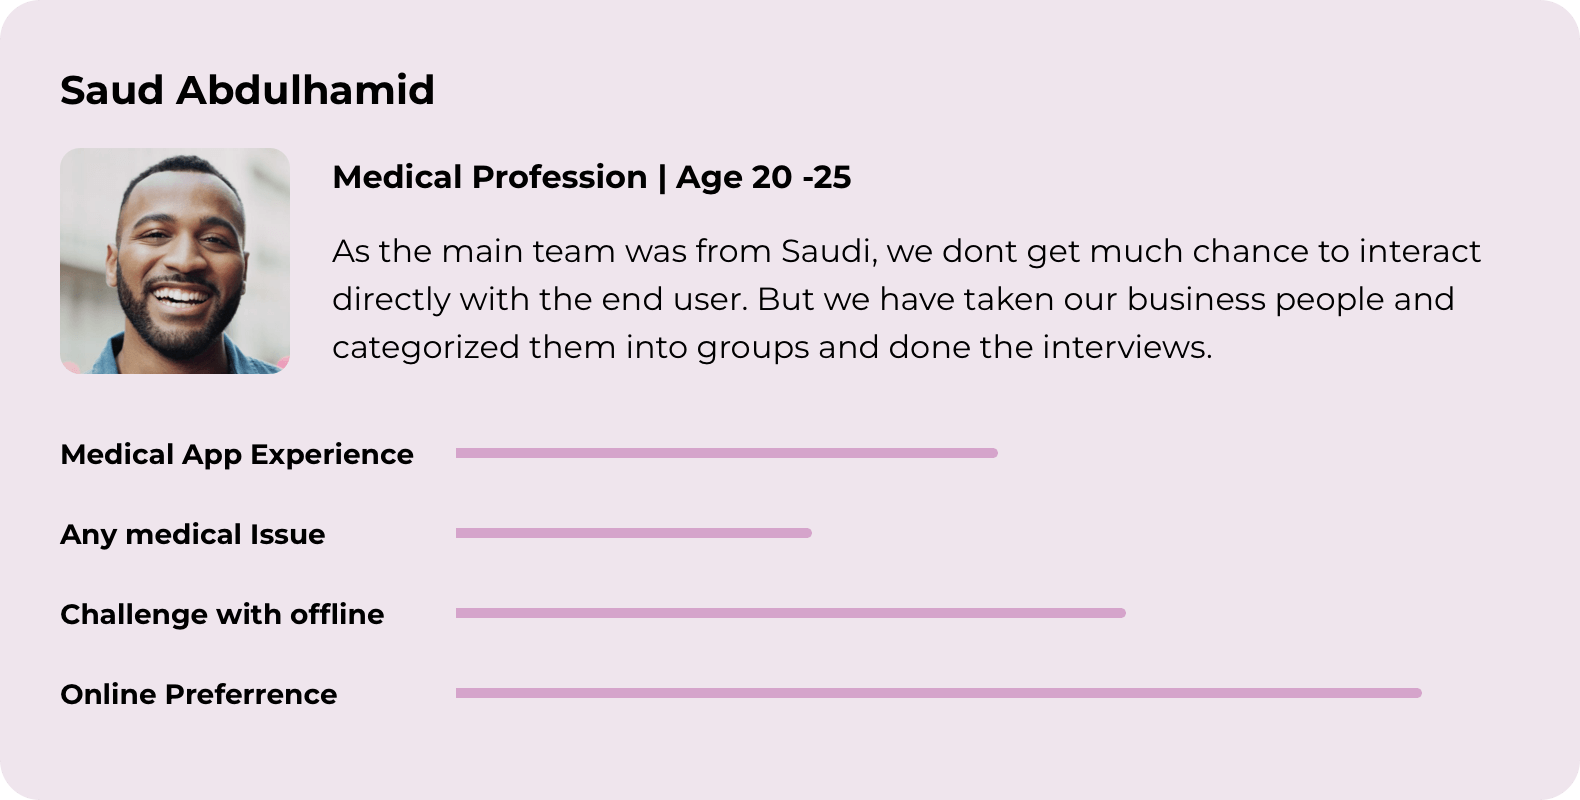 Saud Abdulhamid
Medical Profession | Age 20 -25
As the main team was from Saudi, we dont get much chance to interact
directly with the end user. But we have taken our business people and
categorized them into groups and done the interviews.
Medical App Experience
Any medical Issue
Challenge with offline
Online Preferrence